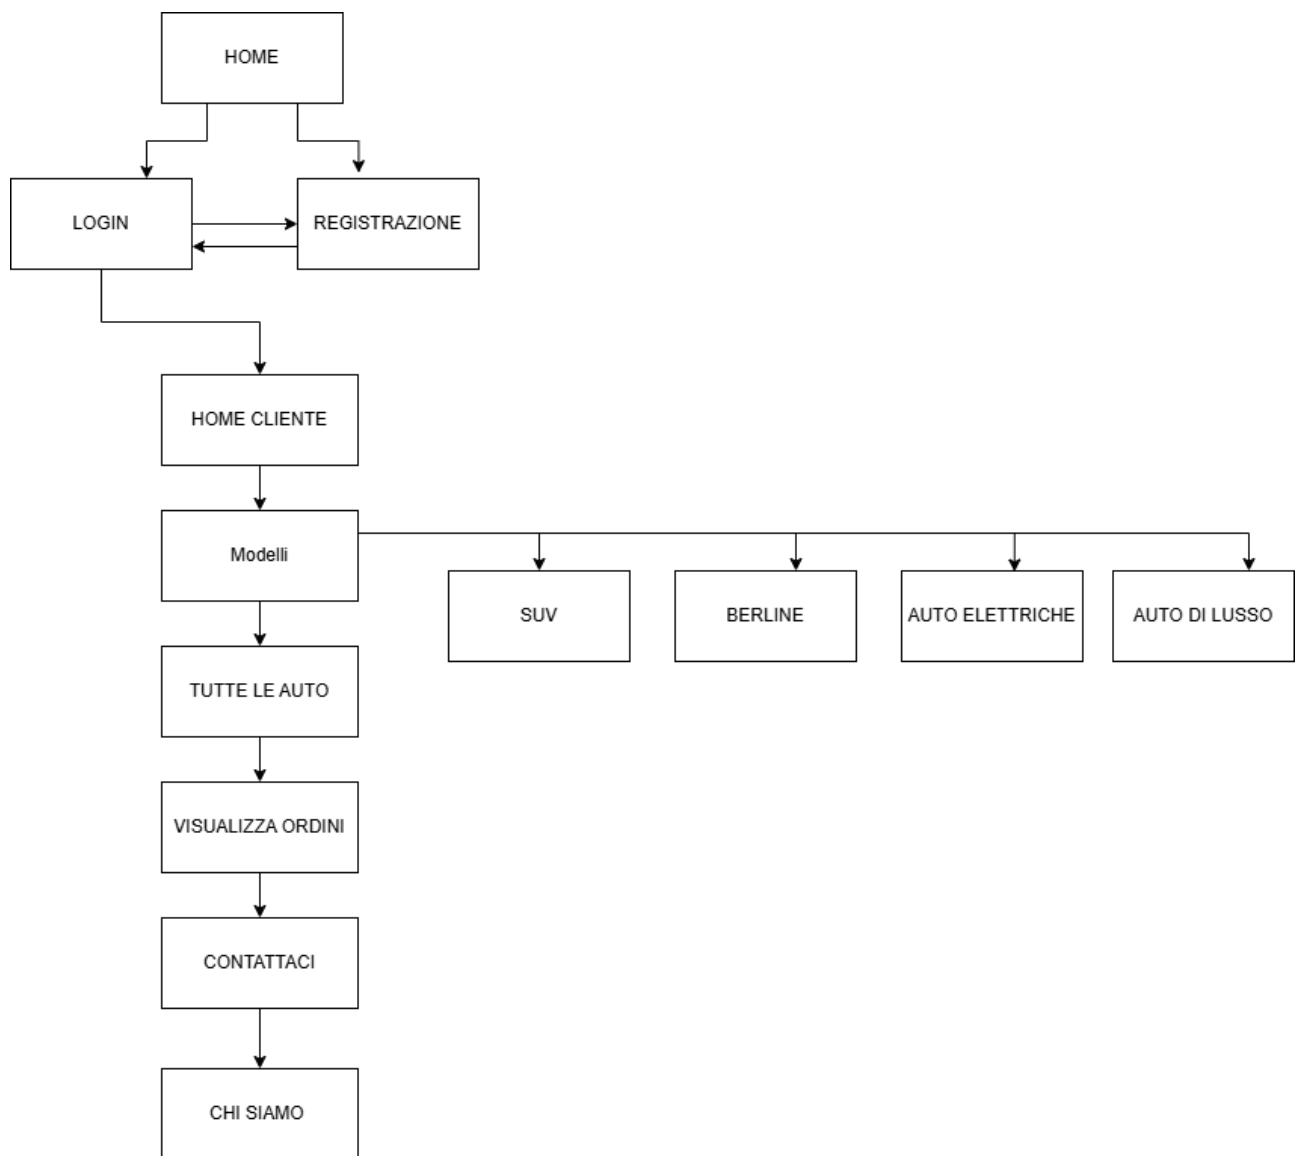 HOME
LOGIN
REGISTRAZIONE
HOME CLIENTE
Modelli
SUV
BERLINE
AUTO ELETTRICHE
AUTO DI LUSSO
TUTTE LE AUTO
VISUALIZZA ORDINI
CONTATTACI
CHI SIAMO